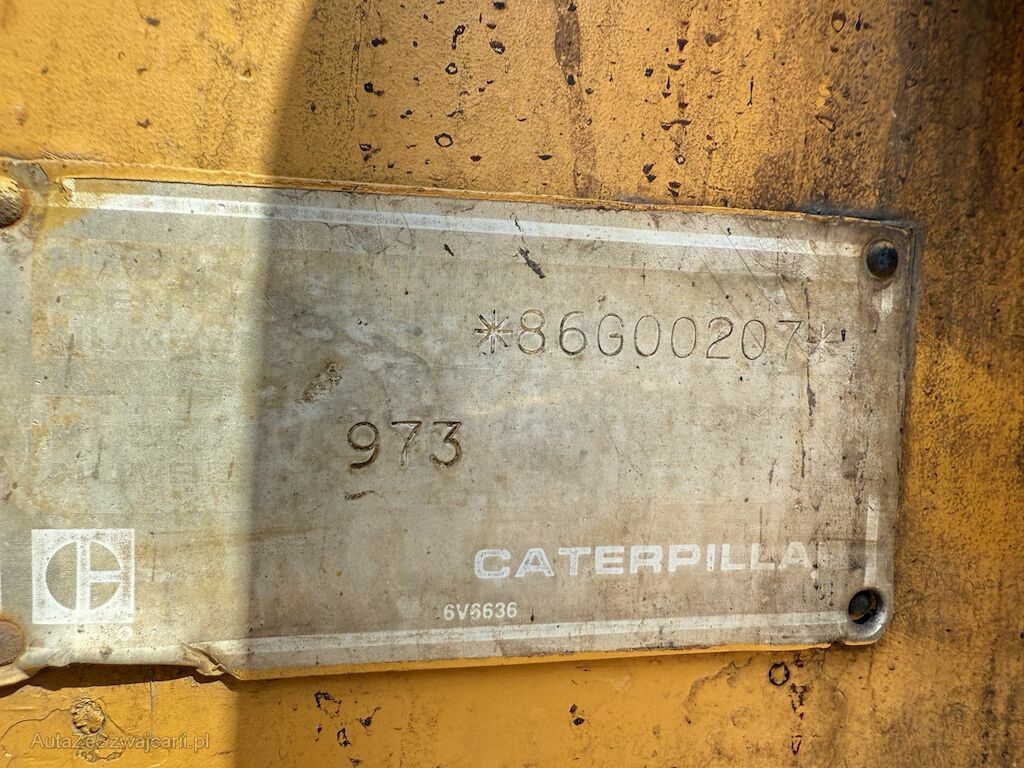 *86G00207*
973
CATERPILLA
6V6636
®
AutaZeSzwajcarii.pl